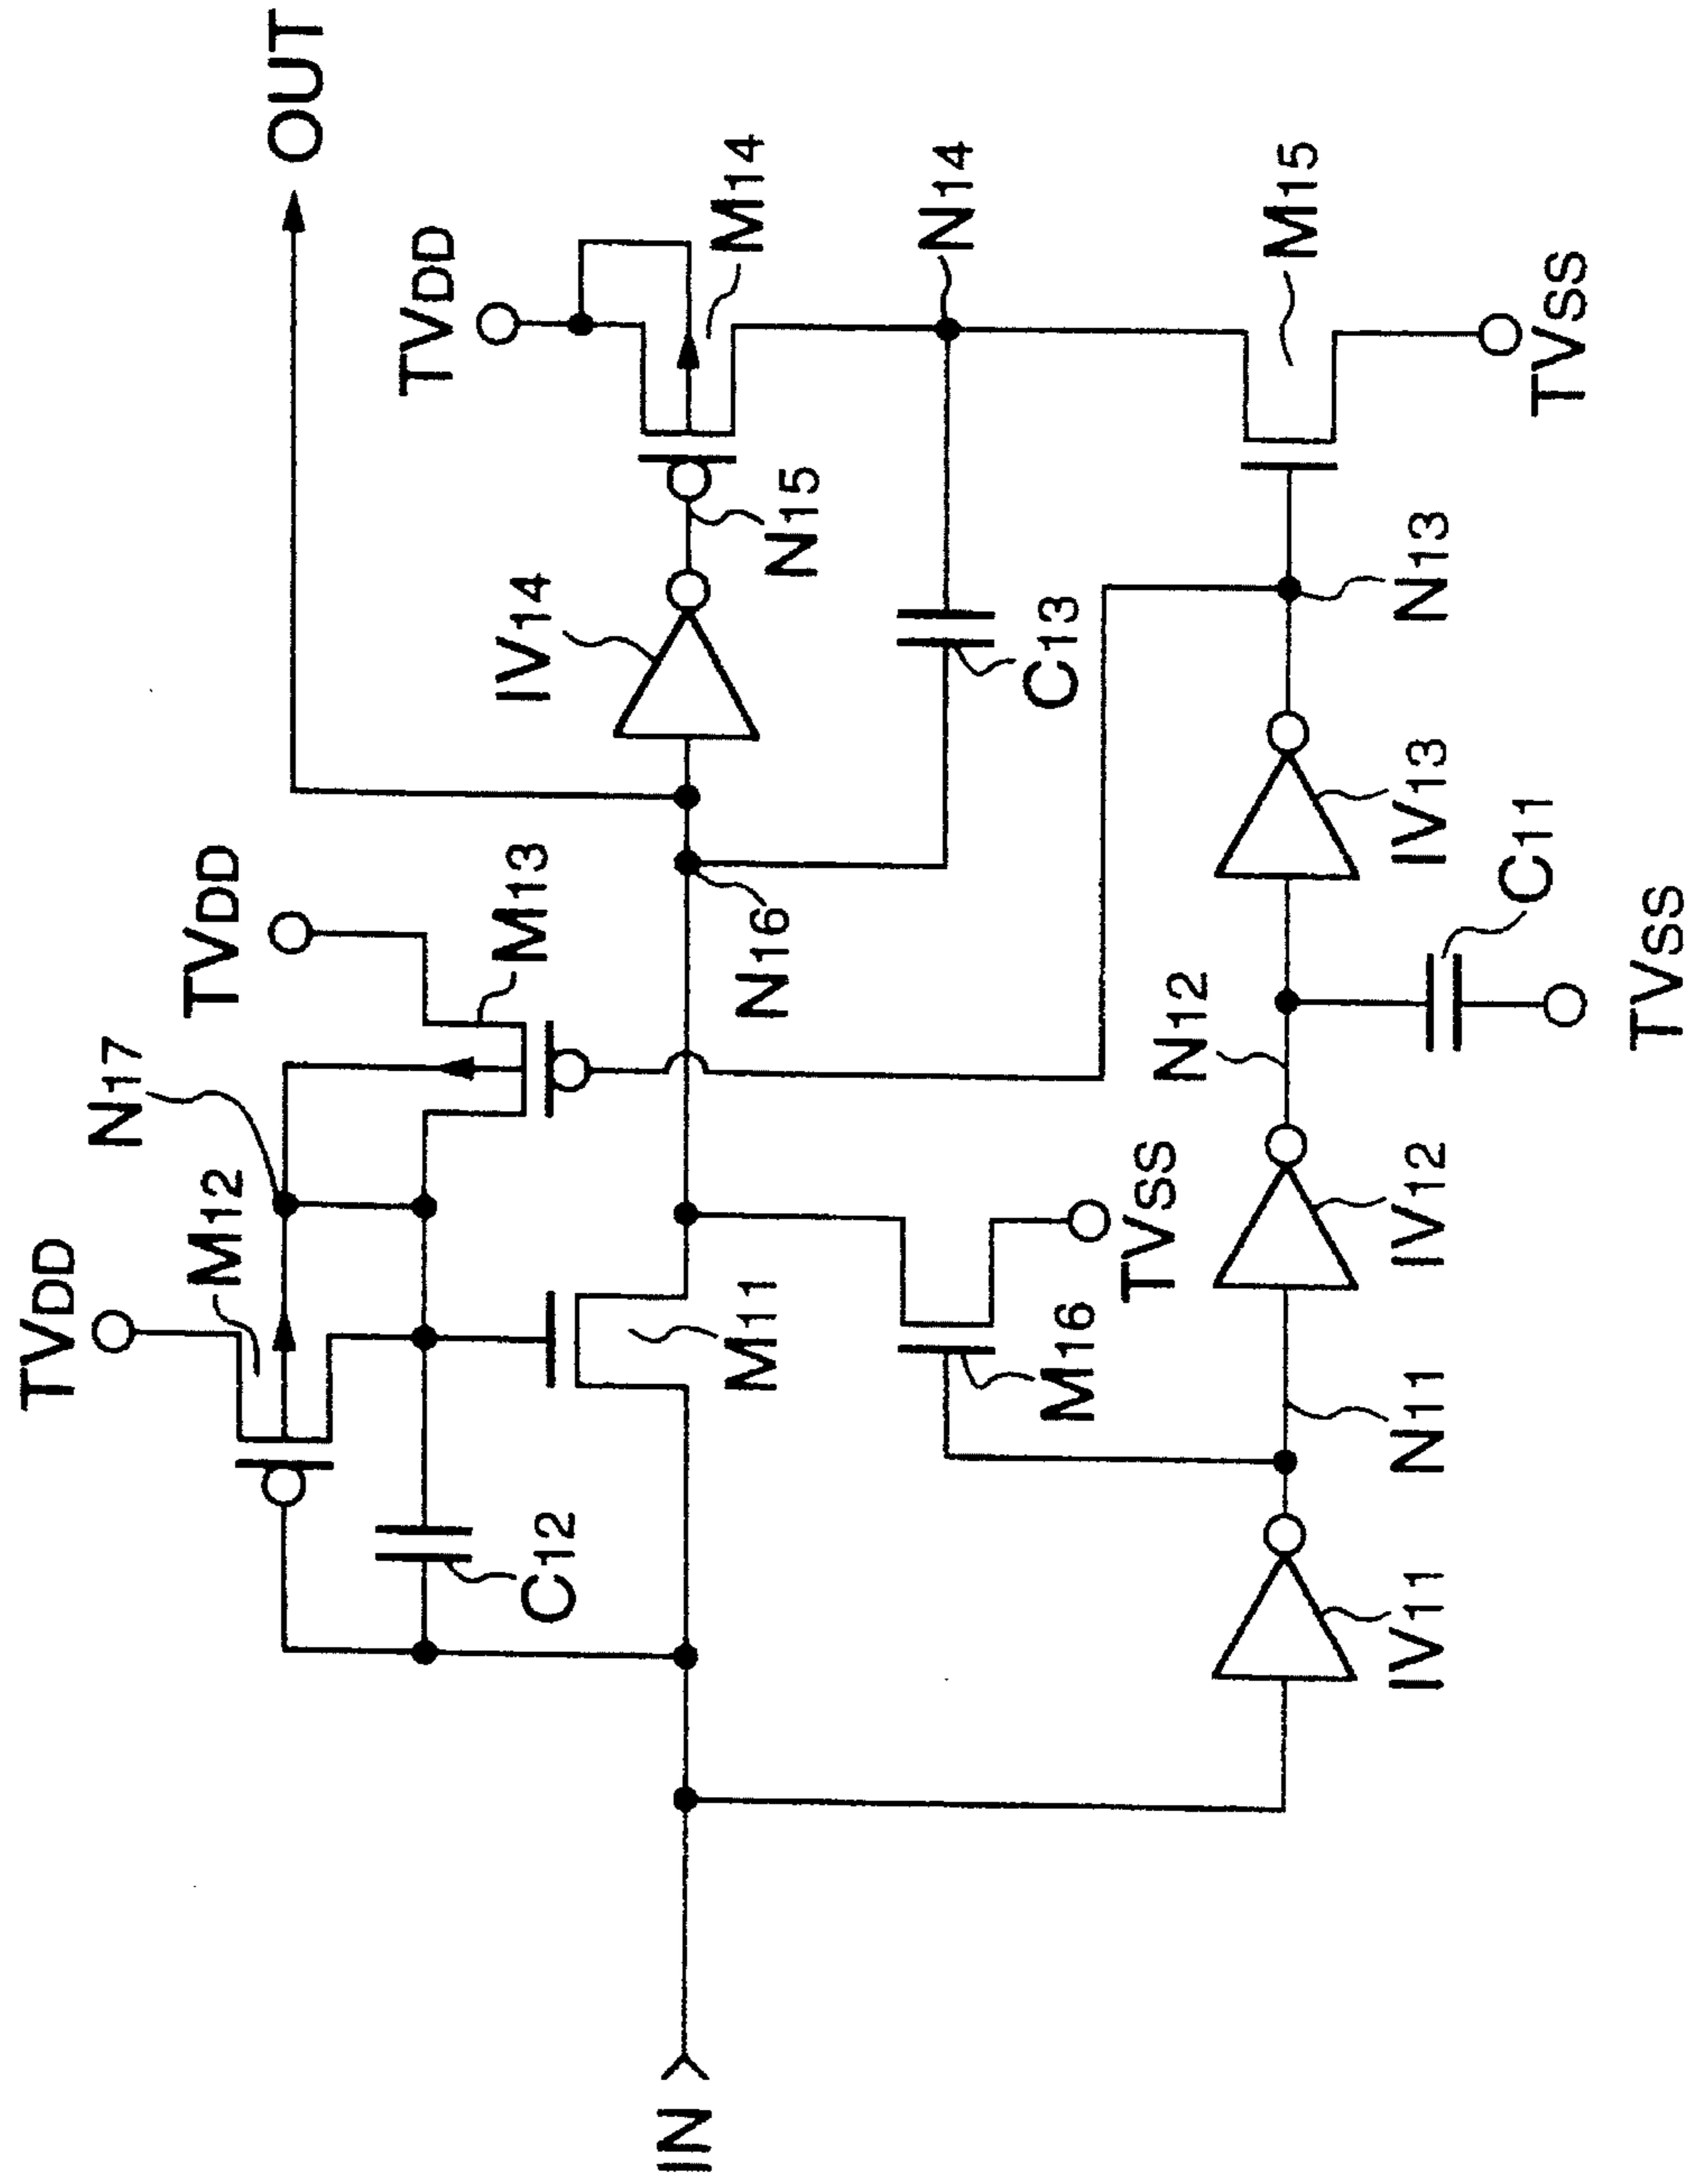 IN
TVDD
M12
N17
TVDD
M13
C12
M11
N16
OUT
TVDD
IV14
N15
M14
C13
N14
M16
TVSS
IV11
N11
IV12
N12
C11
TVSS
IV13
N13
M15
TVSS